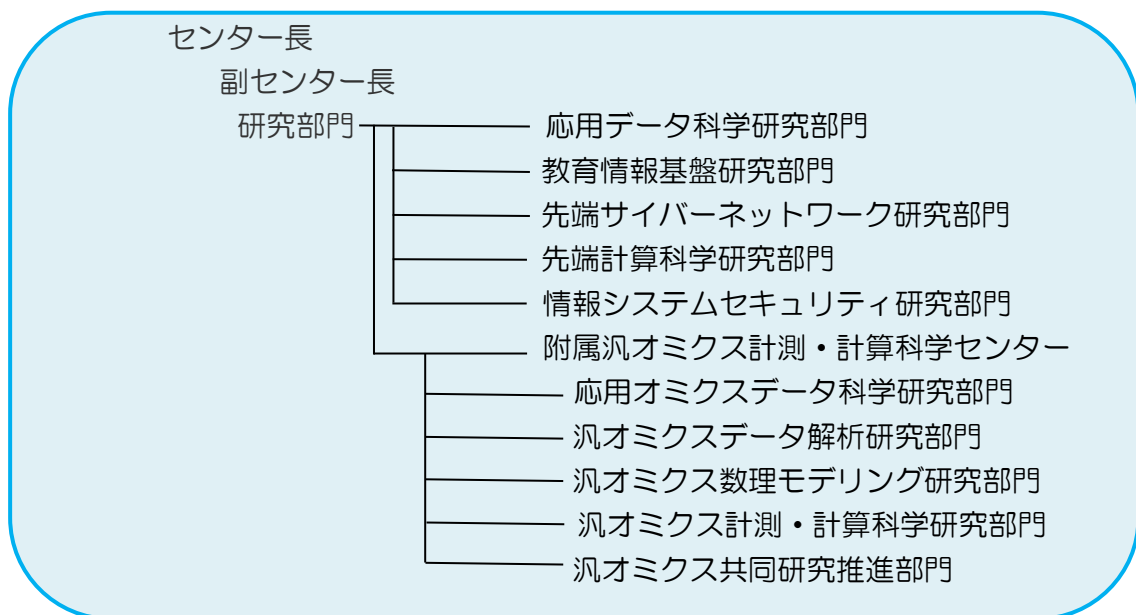 センター長
副センター長
研究部門
応用データ科学研究部門
教育情報基盤研究部門
先端サイバーネットワーク研究部門
先端計算科学研究部門
情報システムセキュリティ研究部門
附属汎オミクス計測・計算科学センター
応用オミクスデータ科学研究部門
汎オミクスデータ解析研究部門
汎オミクス数理モデリング研究部門
汎オミクス計測・計算科学研究部門
汎オミクス共同研究推進部門